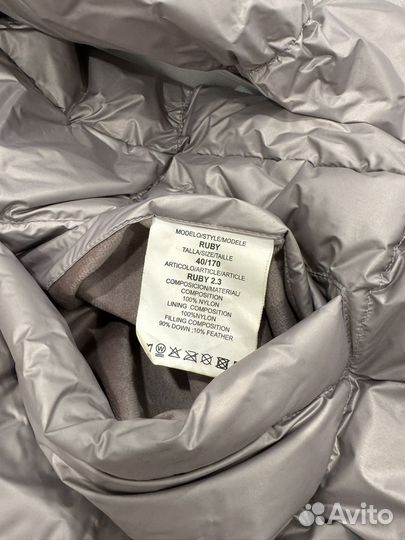 MODELO/STYLE/MODELE
RUBY
TALLA/SIZE/TAILLE
40/170
ARTICOLO/ARTICLE/ARTICLE
RUBY 2.3
COMPOSICION/MATERIAL/
COMPOSITION
100% NYLON
LINING COMPOSITION
100%NYLON
FILLING COMPOSITION
90% DOWN ;10% FEATHER
W
Avito